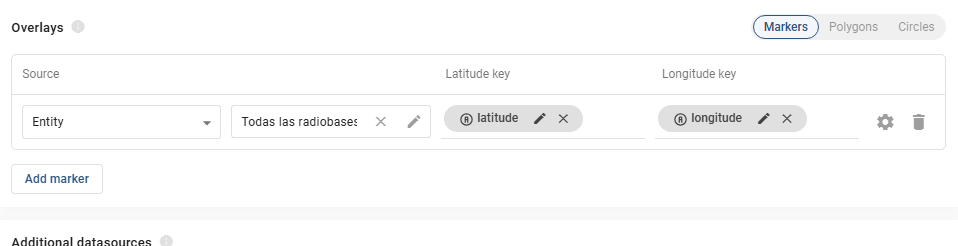 Overlays
Markers Polygons Circles
Source Latitude key Longitude key
Entity Todas las radiobases latitude longitude
Add marker
Additional datasources